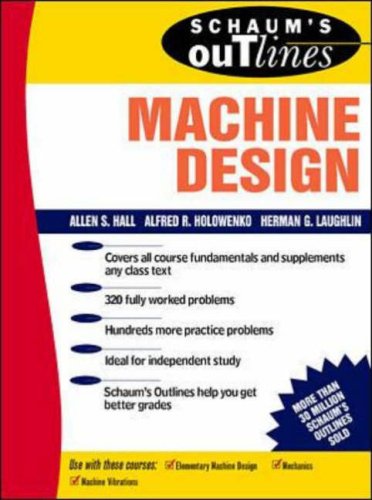 SCHAUM'S
OUTlines
MACHINE
DESIGN
ALLEN S. HALL ALFRED R. HOLOWENKO HERMAN G. LAUGHLIN
Covers all course fundamentals and supplements
any class text
320 fully worked problems
Hundreds more practice problems
Ideal for independent study
Schaum's Outlines help you get
better grades
MORE THAN
30 MILLION
SCHAUM'S
OUTLINES
SOLD
Use with these courses: ☑ Elementary Machine Design ☑ Mechanics
☑ Machine Vibrations